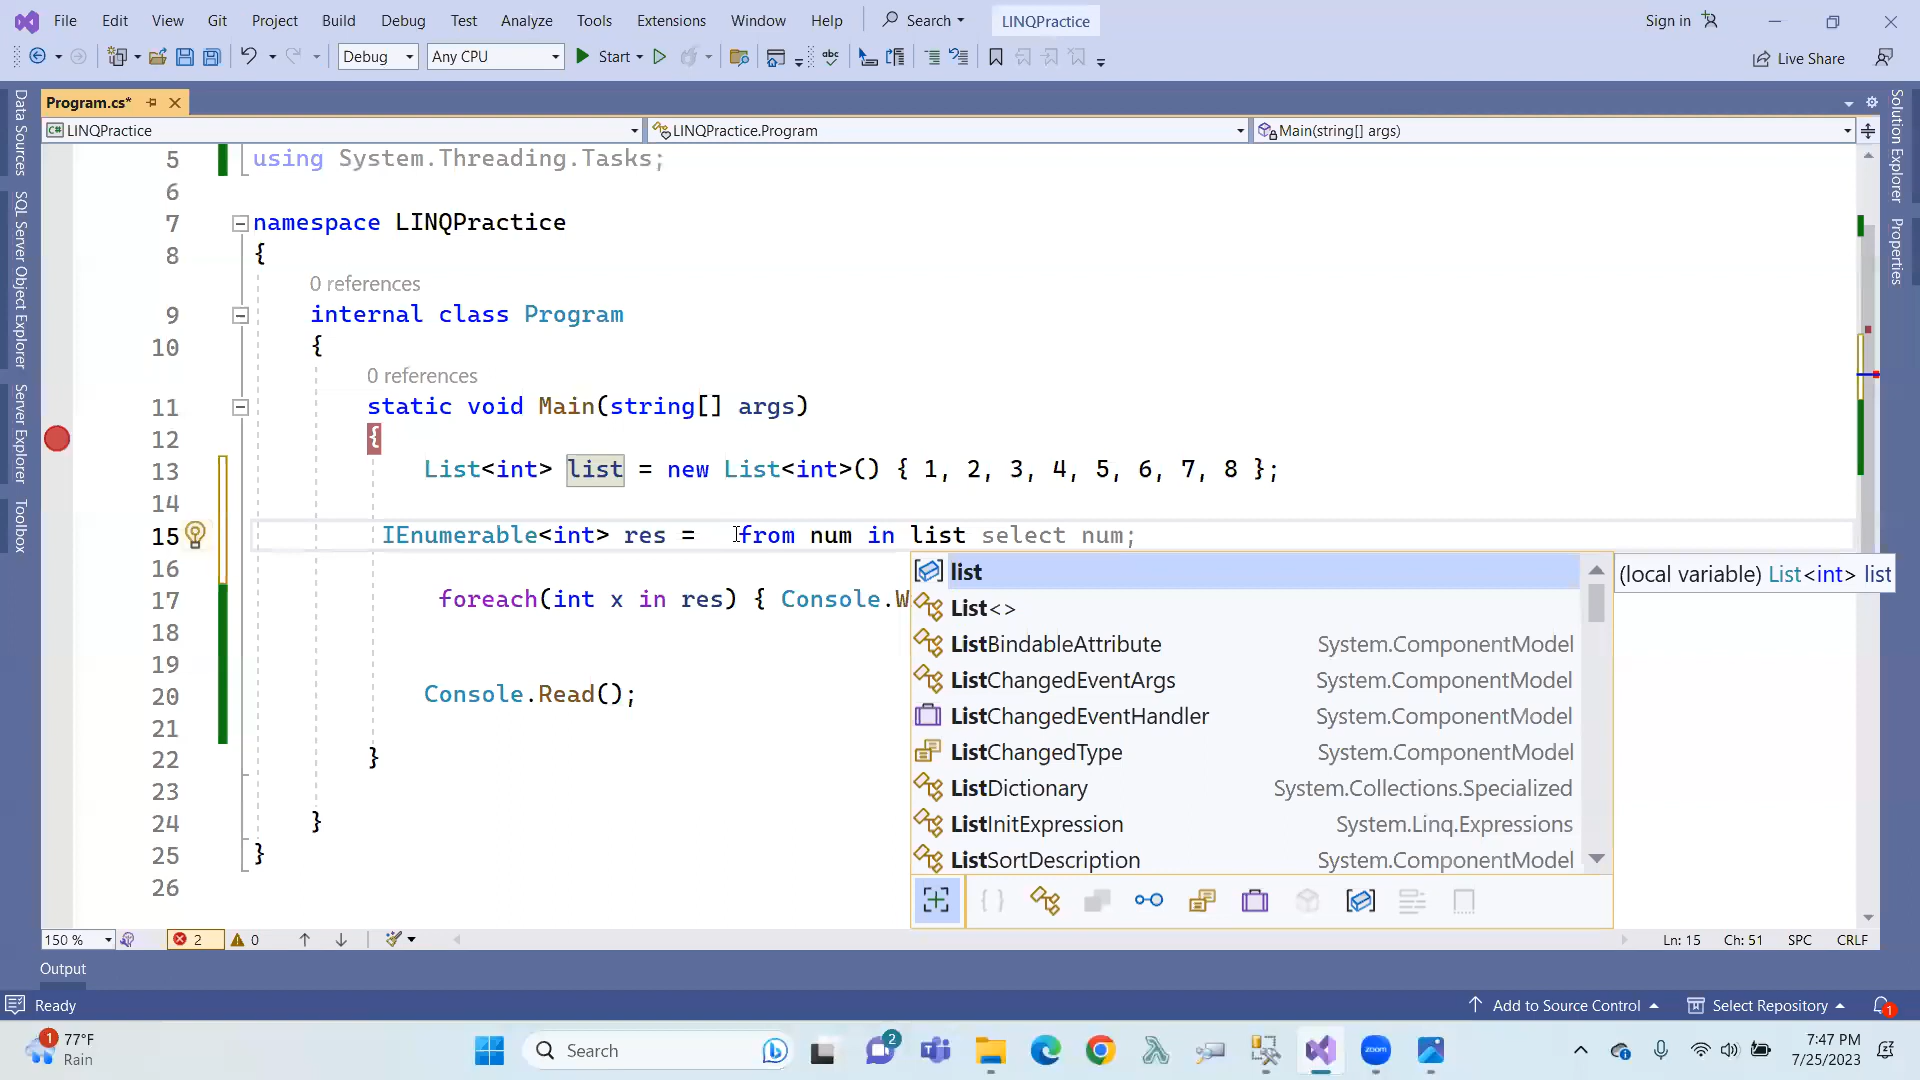 File Edit View Git Project Build Debug Test Analyze Tools Extensions Window Help Search LINQPractice Sign in
Debug Any CPU Start Live Share
Program.cs*
LINQPractice LINQPractice.Program Main(string[] args)
Data Sources
SQL Server Object Explorer
Server Explorer
Toolbox
Solution Explorer
Properties
5 using System.Threading.Tasks;
6
7 namespace LINQPractice
8 {
0 references
9 internal class Program
10 {
0 references
11 static void Main(string[] args)
12 {
13 List<int> list = new List<int>() { 1, 2, 3, 4, 5, 6, 7, 8 };
14
15 IEnumerable<int> res = from num in list select num;
16
17 foreach(int x in res) { Console.W
18
19
20 Console.Read();
21
22 }
23
24 }
25 }
26
list
List<>
ListBindableAttribute System.ComponentModel
ListChangedEventArgs System.ComponentModel
ListChangedEventHandler System.ComponentModel
ListChangedType System.ComponentModel
ListDictionary System.Collections.Specialized
ListInitExpression System.Linq.Expressions
ListSortDescription System.ComponentModel
(local variable) List<int> list
150 % 2 0 Ln: 15 Ch: 51 SPC CRLF
Output
Ready Add to Source Control Select Repository 1
1 77°F
Rain
Search
2
zoom
7:47 PM
7/25/2023